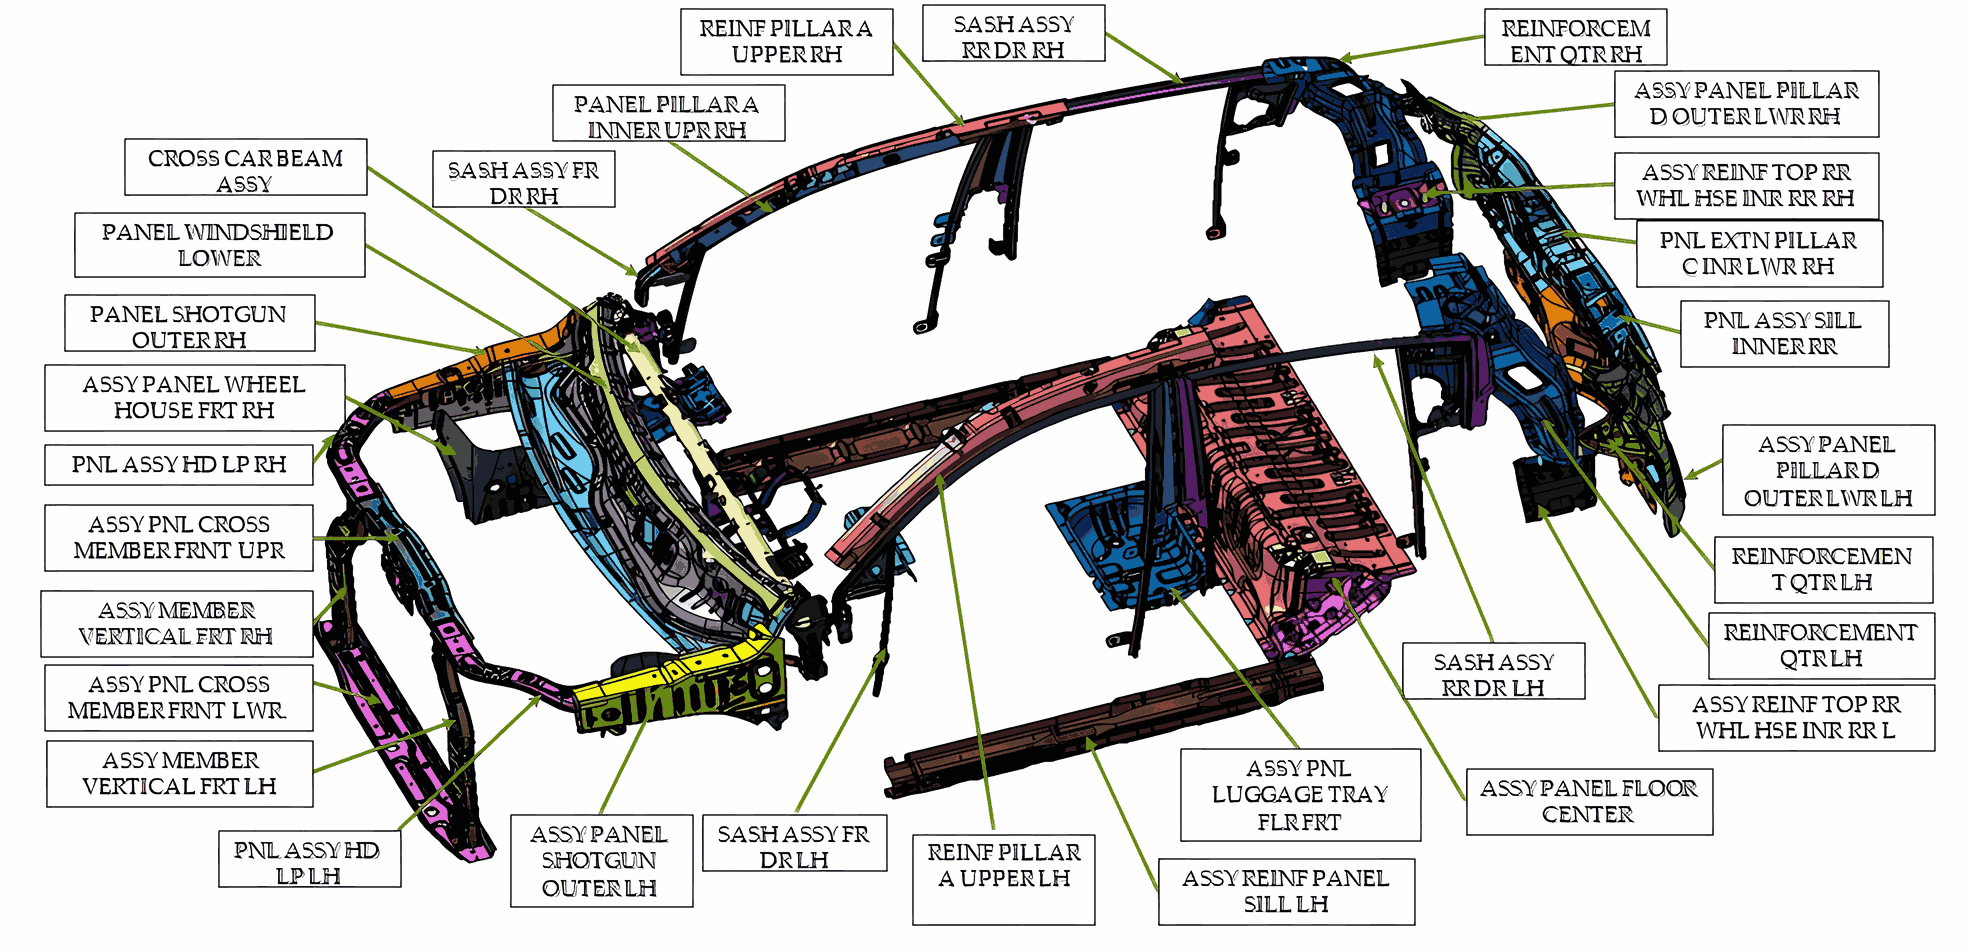 REINF PILLAR A
UPPER RH
SASH ASSY
RR DR RH
REINFORCEM
ENT QTR RH
PANEL PILLAR A
INNER UPR RH
ASSY PANEL PILLAR
D OUTER LWR RH
CROSS CAR BEAM
ASSY
SASH ASSY FR
DR RH
ASSY REINF TOP RR
WHL HSE INR RR RH
PANEL WINDSHIELD
LOWER
PNL EXTN PILLAR
C INR LWR RH
PANEL SHOTGUN
OUTER RH
PNL ASSY SILL
INNER RR
ASSY PANEL WHEEL
HOUSE FRT RH
PNL ASSY HD LP RH
ASSY PANEL
PILLAR D
OUTER LWR LH
ASSY PNL CROSS
MEMBER FRNT UPR
REINFORCEMEN
T QTR LH
ASSY MEMBER
VERTICAL FRT RH
REINFORCEMENT
QTR LH
SASH ASSY
RR DR LH
ASSY PNL CROSS
MEMBER FRNT LWR
ASSY REINF TOP RR
WHL HSE INR RR L
ASSY MEMBER
VERTICAL FRT LH
ASSY PNL
LUGGAGE TRAY
FLR FRT
ASSY PANEL FLOOR
CENTER
PNL ASSY HD
LP LH
ASSY PANEL
SHOTGUN
OUTER LH
SASH ASSY FR
DR LH
REINF PILLAR
A UPPER LH
ASSY REINF PANEL
SILL LH